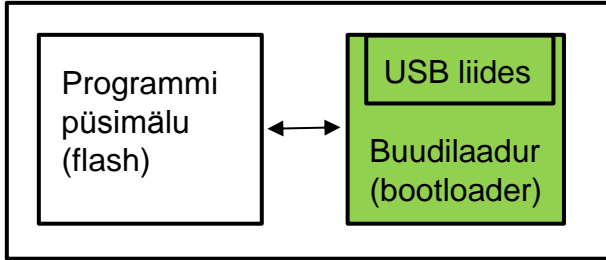 Programmi
püsimälu
(flash)
USB liides
Buudilaadur
(bootloader)